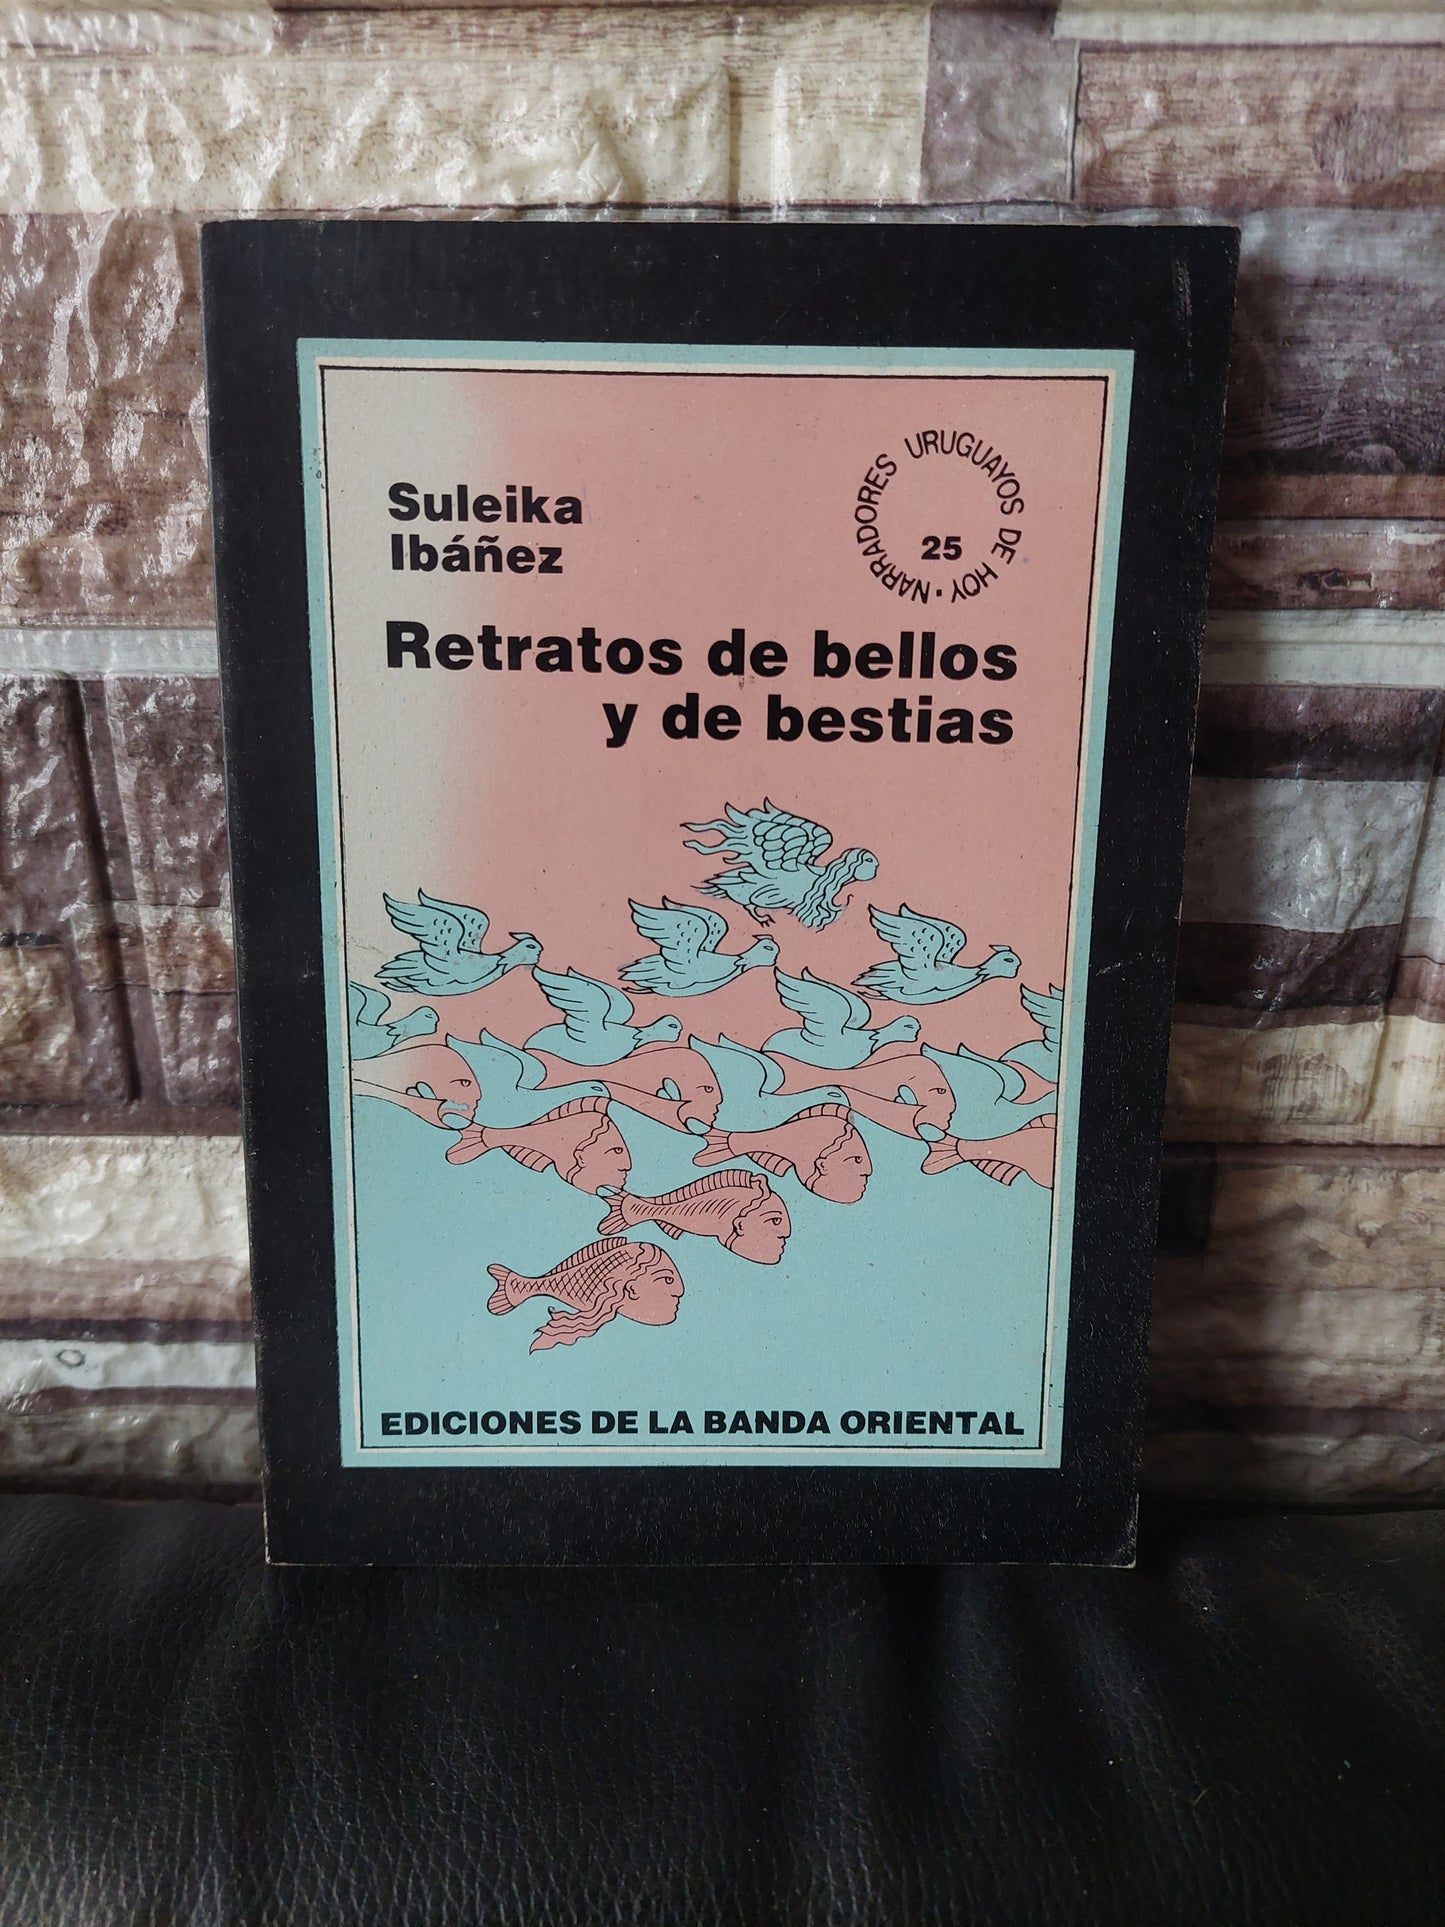 Suleika
Ibáñez
NARRADORES URUGUAYOS DE HOY •
25
Retratos de bellos
y de bestias
EDICIONES DE LA BANDA ORIENTAL